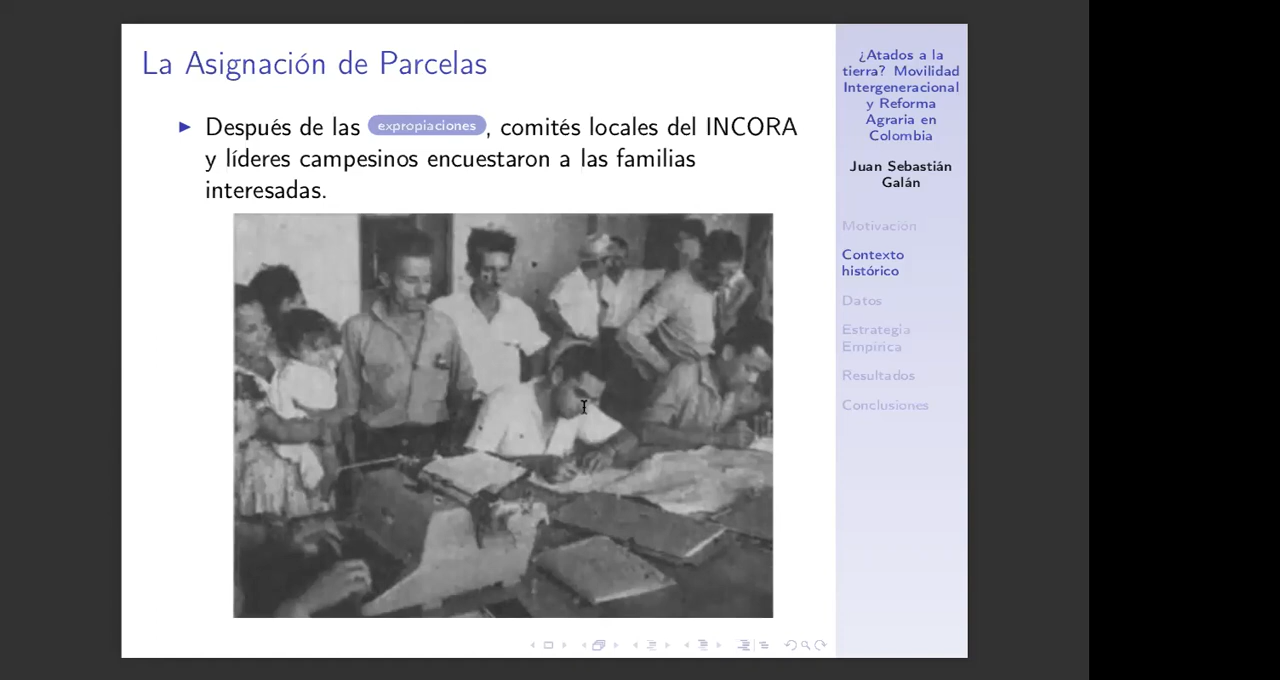 La Asignación de Parcelas
Después de las expropiaciones, comités locales del INCORA
y líderes campesinos encuestaron a las familias
interesadas.
¿Atados a la
tierra? Movilidad
Intergeneracional
y Reforma
Agraria en
Colombia
Juan Sebastián
Galán
Motivación
Contexto
histórico
Datos
Estrategia
Empírica
Resultados
Conclusiones